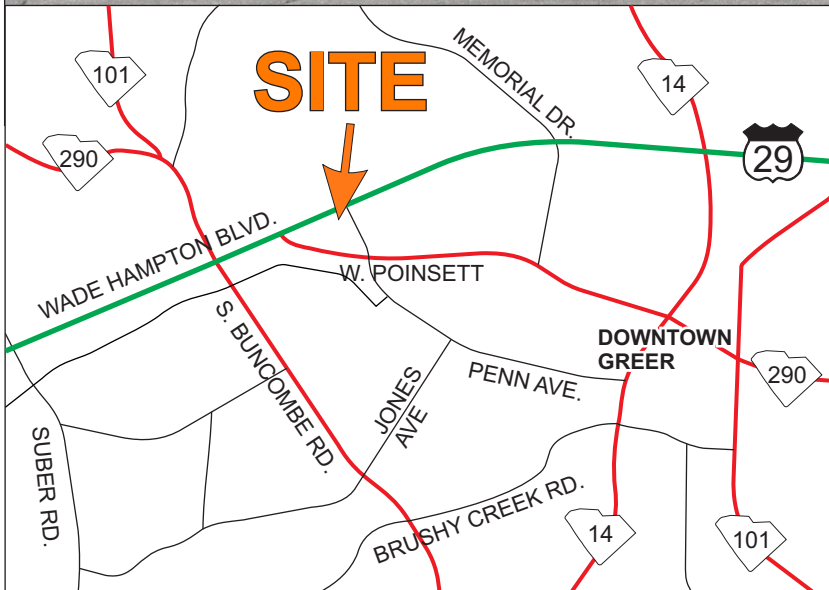 101
SITE
MEMORIAL DR.
14
290
29
WADE HAMPTON BLVD.
W. POINSETT
S. BUNCOMBE RD.
DOWNTOWN
GREER
JONES
AVE
PENN AVE.
290
SUBER RD.
BRUSHY CREEK RD.
14
101